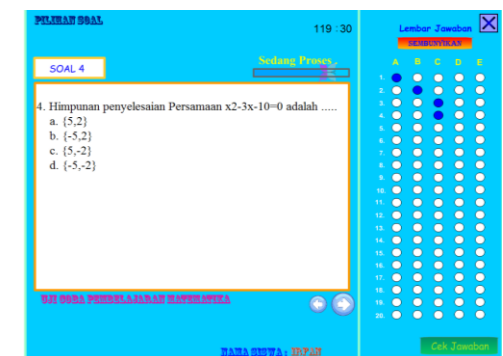 PILIHAN SOAL
119 : 30
Lembar Jawaban
X
SEMBUNYIKAN
SOAL 4
Sedang Proses .
A B C D E
4. Himpunan penyelesaian Persamaan x2-3x-10=0 adalah .....
a. {5,2}
b. {-5,2}
c. {5,-2}
d. {-5,-2}
1.
2.
3.
4.
5.
6.
7.
8.
9.
10.
11.
12.
13.
14.
15.
16.
17.
18.
19.
20.
UJI COBA PEMBELAJARAN MATEMATIKA
NAMA SISWA : IRFAN
Cek Jawaban